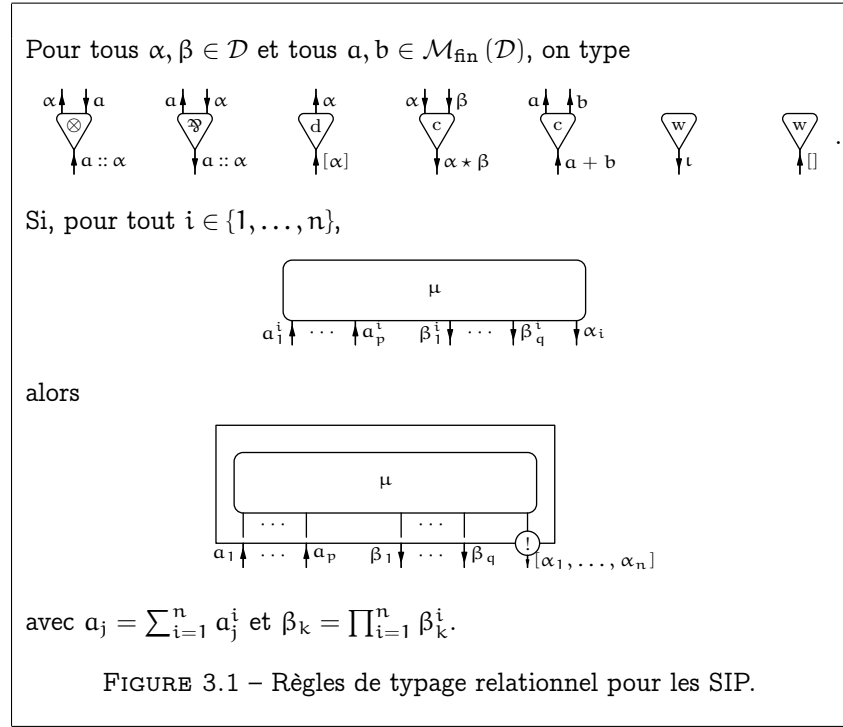 Pour tous α, β ∈ 𝒟 et tous a, b ∈ ℳ_fin (𝒟), on type
α a a α α α β a b
⊗ ⅋ d c c w w
a :: α a :: α [α] α ⋆ β a + b ι [] .
Si, pour tout i ∈ {1, . . . , n},
μ
a_1^i · · · a_p^i β_1^i · · · β_q^i α_i
alors
μ
· · · · · ·
!
a_1 · · · a_p β_1 · · · β_q [α_1, . . . , α_n]
avec a_j = ∑_{i=1}^n a_j^i et β_k = ∏_{i=1}^n β_k^i.
FIGURE 3.1 – Règles de typage relationnel pour les SIP.